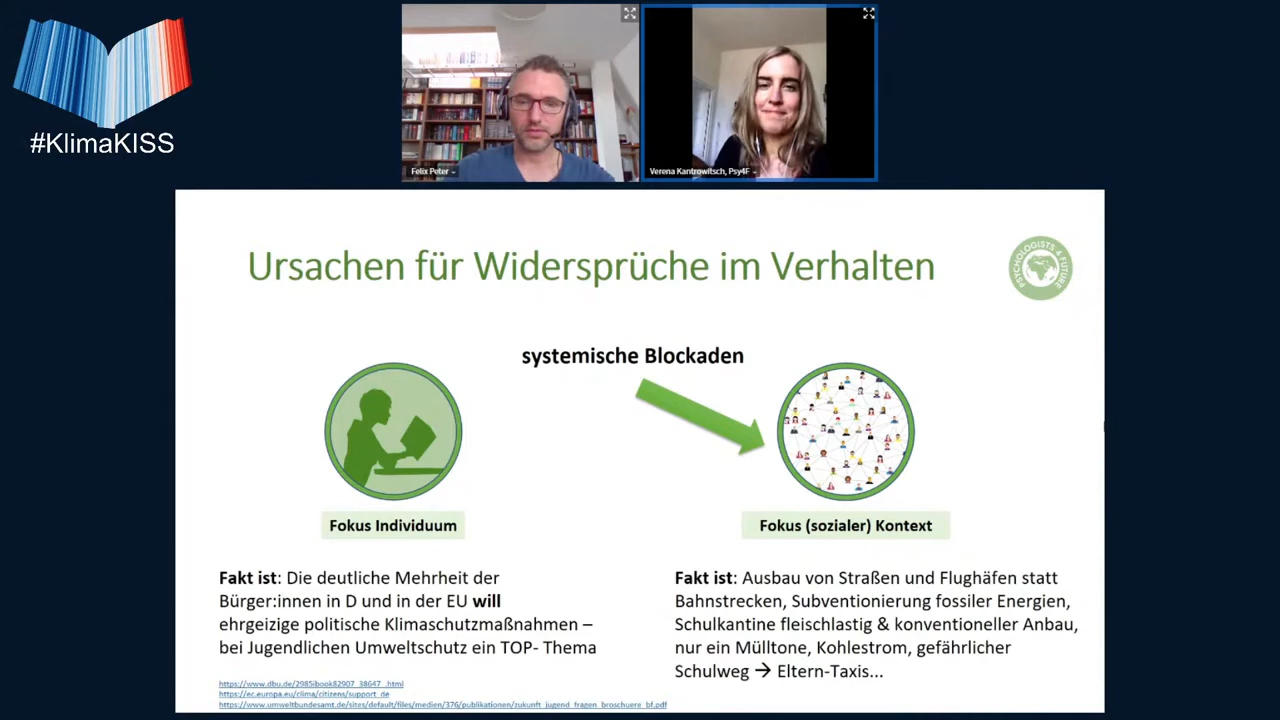 #KlimaKISS
Felix Peter
Verena Kantrowitsch, Psy4F
Ursachen für Widersprüche im Verhalten
PSYCHOLOGISTS 4 FUTURE
systemische Blockaden
Fokus Individuum
Fokus (sozialer) Kontext
Fakt ist: Die deutliche Mehrheit der
Bürger:innen in D und in der EU will
ehrgeizige politische Klimaschutzmaßnahmen –
bei Jugendlichen Umweltschutz ein TOP- Thema
Fakt ist: Ausbau von Straßen und Flughäfen statt
Bahnstrecken, Subventionierung fossiler Energien,
Schulkantine fleischlastig & konventioneller Anbau,
nur ein Mülltone, Kohlestrom, gefährlicher
Schulweg → Eltern-Taxis...
https://www.dbu.de/2985ibook82907_38647_.html
https://ec.europa.eu/clima/citizens/support_de
https://www.umweltbundesamt.de/sites/default/files/medien/376/publikationen/zukunft_jugend_fragen_broschuere_bf.pdf